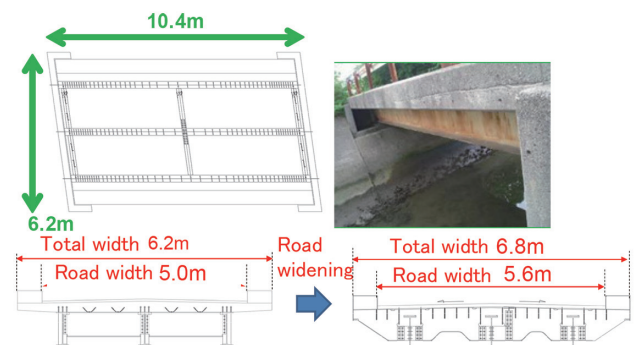 10.4m
6.2m
Total width 6.2m
Road width 5.0m
Road
widening
Total width 6.8m
Road width 5.6m